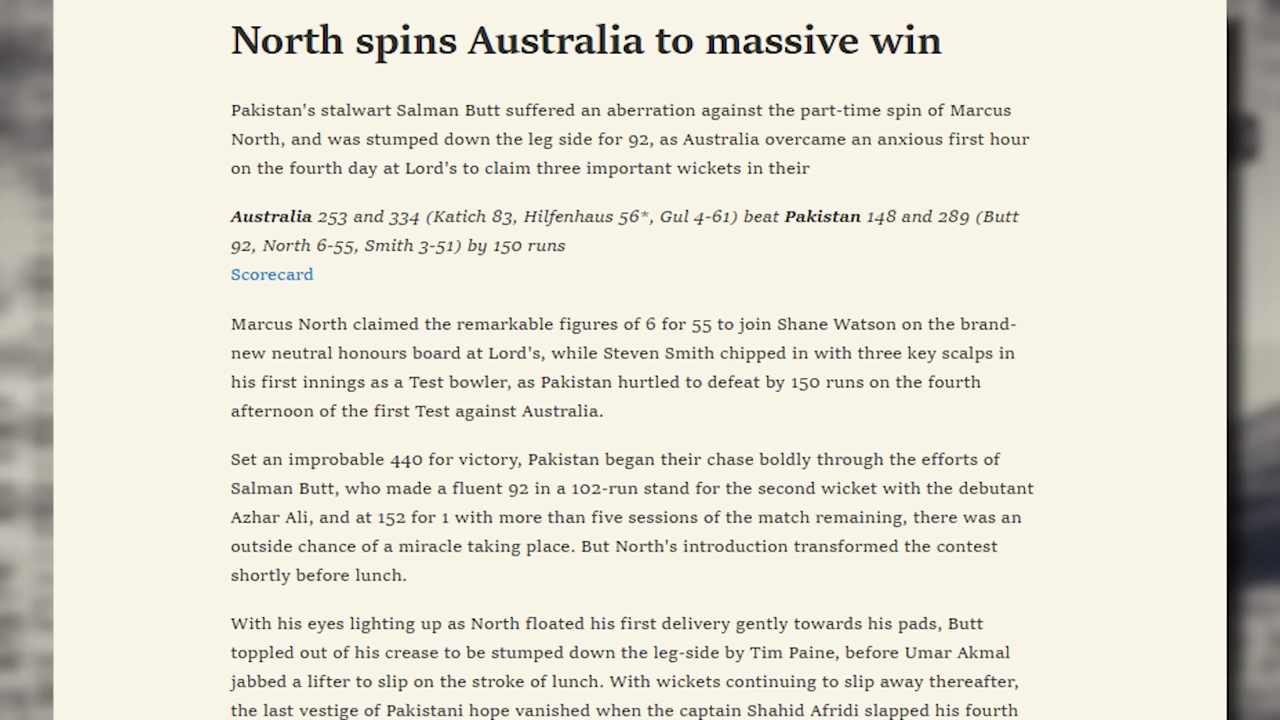 North spins Australia to massive win
Pakistan's stalwart Salman Butt suffered an aberration against the part-time spin of Marcus
North, and was stumped down the leg side for 92, as Australia overcame an anxious first hour
on the fourth day at Lord's to claim three important wickets in their
Australia 253 and 334 (Katich 83, Hilfenhaus 56*, Gul 4-61) beat Pakistan 148 and 289 (Butt
92, North 6-55, Smith 3-51) by 150 runs
Scorecard
Marcus North claimed the remarkable figures of 6 for 55 to join Shane Watson on the brand-
new neutral honours board at Lord's, while Steven Smith chipped in with three key scalps in
his first innings as a Test bowler, as Pakistan hurtled to defeat by 150 runs on the fourth
afternoon of the first Test against Australia.
Set an improbable 440 for victory, Pakistan began their chase boldly through the efforts of
Salman Butt, who made a fluent 92 in a 102-run stand for the second wicket with the debutant
Azhar Ali, and at 152 for 1 with more than five sessions of the match remaining, there was an
outside chance of a miracle taking place. But North's introduction transformed the contest
shortly before lunch.
With his eyes lighting up as North floated his first delivery gently towards his pads, Butt
toppled out of his crease to be stumped down the leg-side by Tim Paine, before Umar Akmal
jabbed a lifter to slip on the stroke of lunch. With wickets continuing to slip away thereafter,
the last vestige of Pakistani hope vanished when the captain Shahid Afridi slapped his fourth